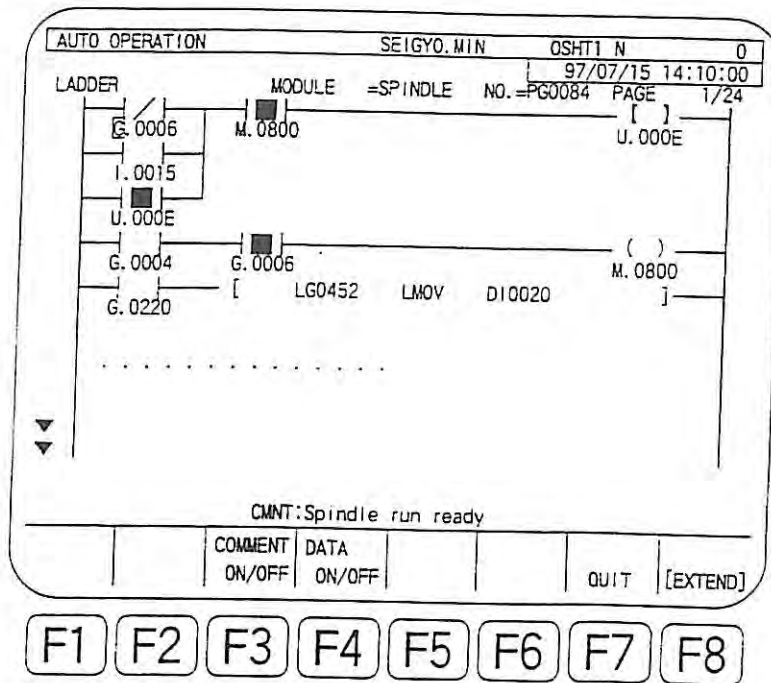 AUTO OPERATION SEIGYO.MIN OSHT1 N 0
97/07/15 14:10:00
LADDER MODULE =SPINDLE NO.=PG0084 PAGE 1/24
G.0006 M.0800 [ ] U.000E
I.0015
U.000E
G.0004 G.0006 ( ) M.0800
G.0220 [ LG0452 LMOV DI0020 ]
. . . . . . . . . . . . . . .
CMNT:Spindle run ready
COMMENT ON/OFF DATA ON/OFF QUIT [EXTEND]
F1 F2 F3 F4 F5 F6 F7 F8